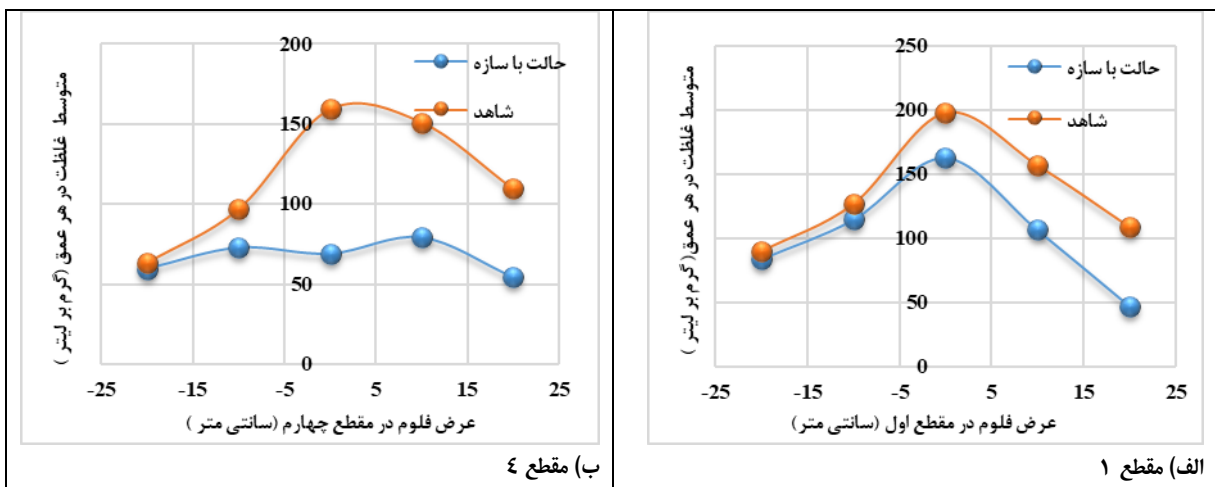 250
200
150
100
50
0
-25 -15 -5 5 15 25
حالت با سازه
شاهد
متوسط غلظت در هر عمق(گرم بر لیتر )
عرض فلوم در مقطع اول (سانتی متر)
الف) مقطع ۱
200
150
100
50
0
-25 -15 -5 5 15 25
حالت با سازه
شاهد
متوسط غلظت در هر عمق (گرم بر لیتر )
عرض فلوم در مقطع چهارم (سانتی متر )
ب) مقطع ٤